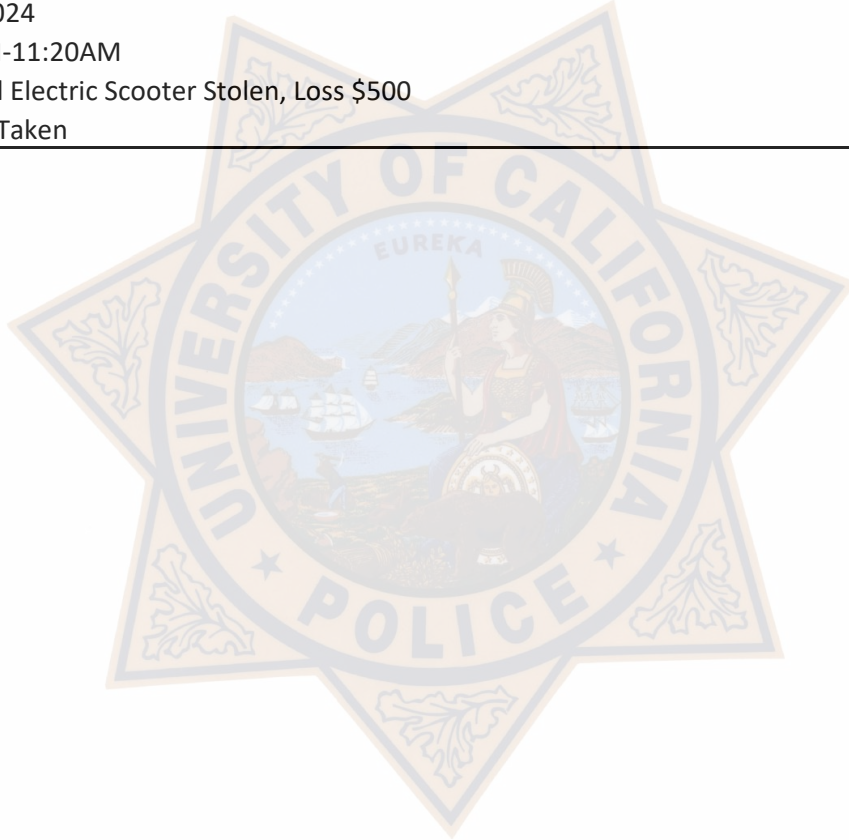 024
-11:20AM
Electric Scooter Stolen, Loss $500
Taken
UNIVERSITY OF CALIFORNIA
EUREKA
POLICE